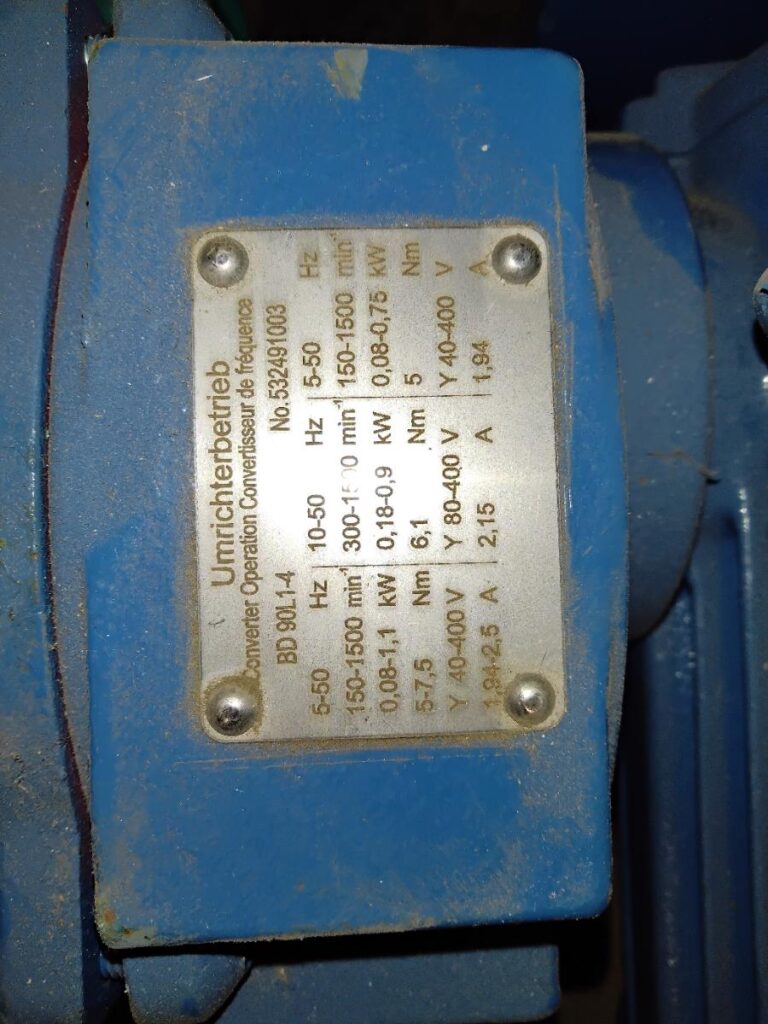 Umrichterbetrieb
Converter Operation Convertisseur de fréquence
BD 90L1-4 No.532491003
5-50 Hz 10-50 Hz 5-50 Hz
150-1500 min⁻¹ 300-1500 min⁻¹ 150-1500 min⁻¹
0,08-1,1 kW 0,18-0,9 kW 0,08-0,75 kW
5-7,5 Nm 6,1 Nm 5 Nm
Y 40-400 V Y 80-400 V Y 40-400 V
1,94-2,5 A 2,15 A 1,94 A